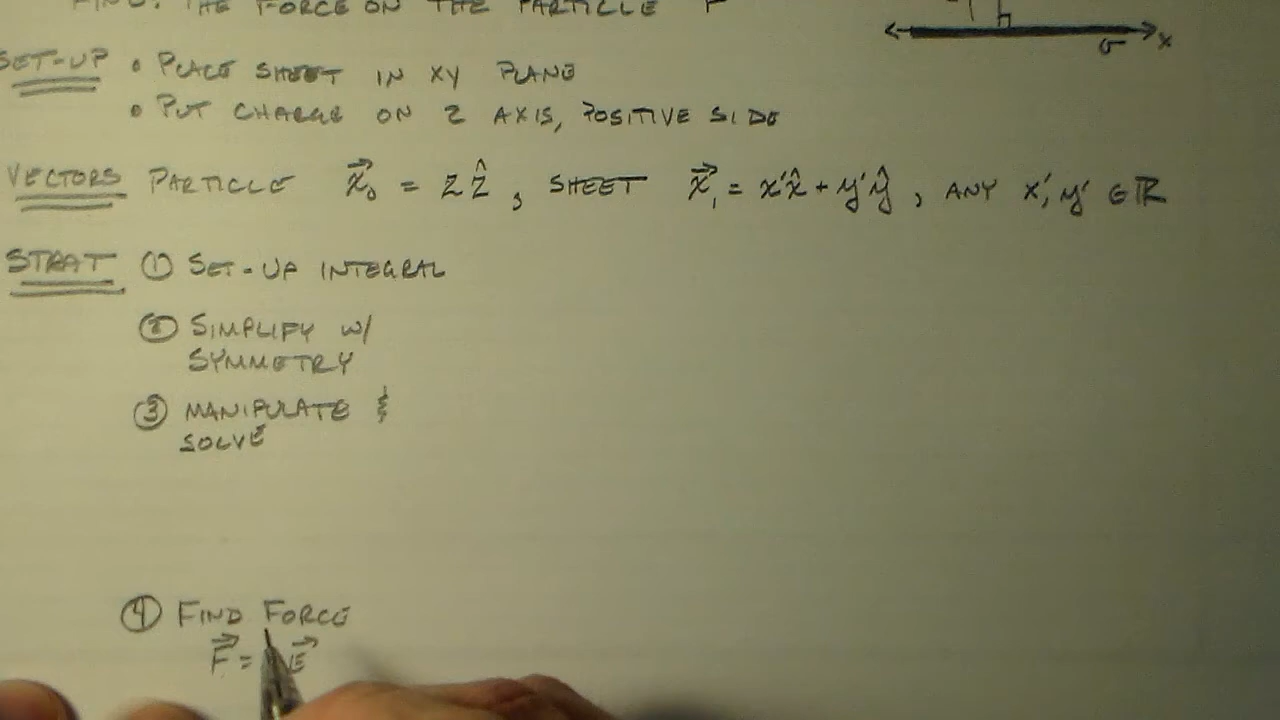 FIND: THE FORCE ON THE PARTICLE F
σ x
SET-UP • PLACE SHEET IN XY PLANE
• PUT CHARGE ON Z AXIS, POSITIVE SIDE
VECTORS PARTICLE x⃗₀ = z ẑ, SHEET x⃗₁ = x'x̂ + y'ŷ, ANY x', y' ∈ ℝ
STRAT ① SET-UP INTEGRAL
② SIMPLIFY W/
SYMMETRY
③ MANIPULATE &
SOLVE
④ FIND FORCE
F⃗ = E⃗